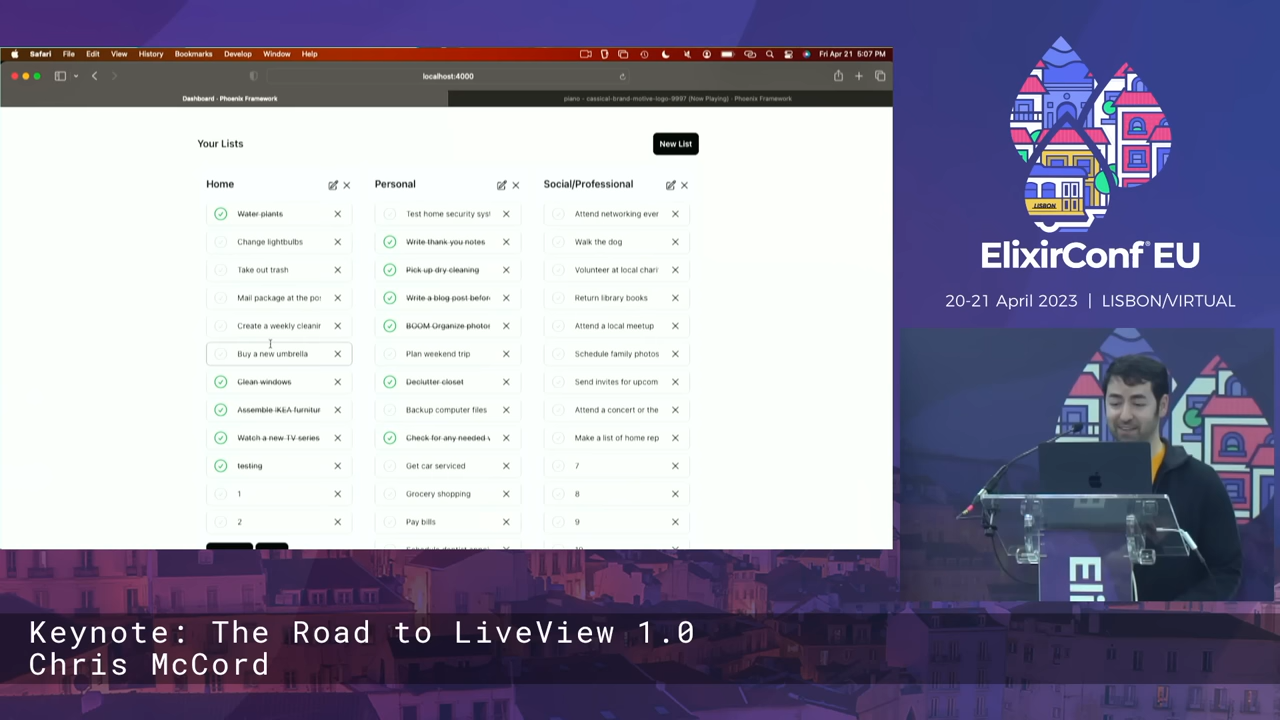 Safari File Edit View History Bookmarks Develop Window Help Fri Apr 21 5:07 PM
localhost:4000
Dashboard · Phoenix Framework
piano - cassical-brand-motive-logo-9997 (Now Playing) · Phoenix Framework
Your Lists
New List
Home
Water plants
Change lightbulbs
Take out trash
Mail package at the po
Create a weekly cleanin
Buy a new umbrella
Clean windows
Assemble IKEA furnitur
Watch a new TV series
testing
1
2
Personal
Test home security syst
Write thank you notes
Pick up dry cleaning
Write a blog post befor
BOOM Organize photos
Plan weekend trip
Declutter closet
Backup computer files
Check for any needed
Get car serviced
Grocery shopping
Pay bills
Social/Professional
Attend networking ever
Walk the dog
Volunteer at local chari
Return library books
Attend a local meetup
Schedule family photos
Send invites for upcom
Attend a concert or the
Make a list of home rep
7
8
9
LISBON
ElixirConf® EU
20-21 April 2023 | LISBON/VIRTUAL
Eli
Keynote: The Road to LiveView 1.0
Chris McCord